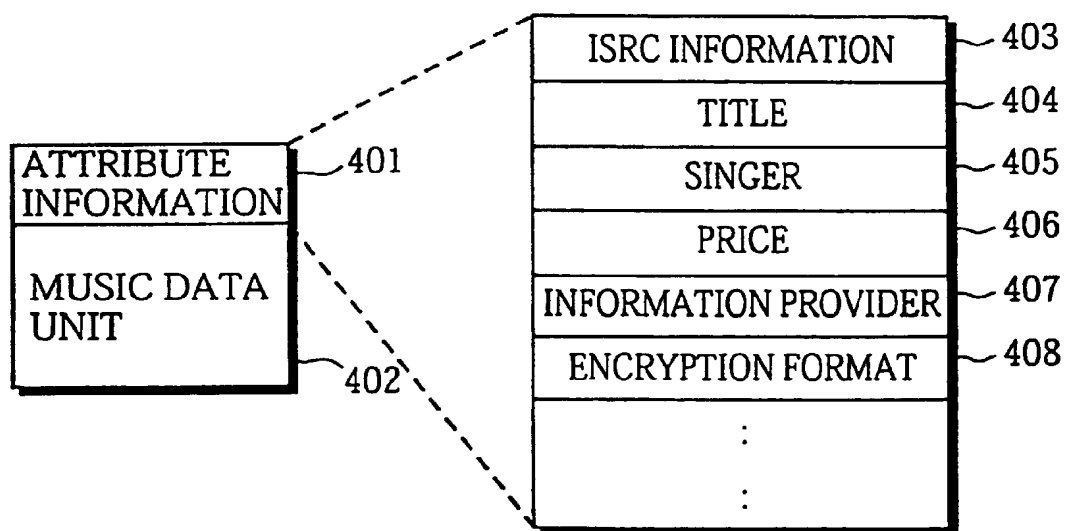 ATTRIBUTE
INFORMATION
401
MUSIC DATA
UNIT
402
ISRC INFORMATION
403
TITLE
404
SINGER
405
PRICE
406
INFORMATION PROVIDER
407
ENCRYPTION FORMAT
408
:
: